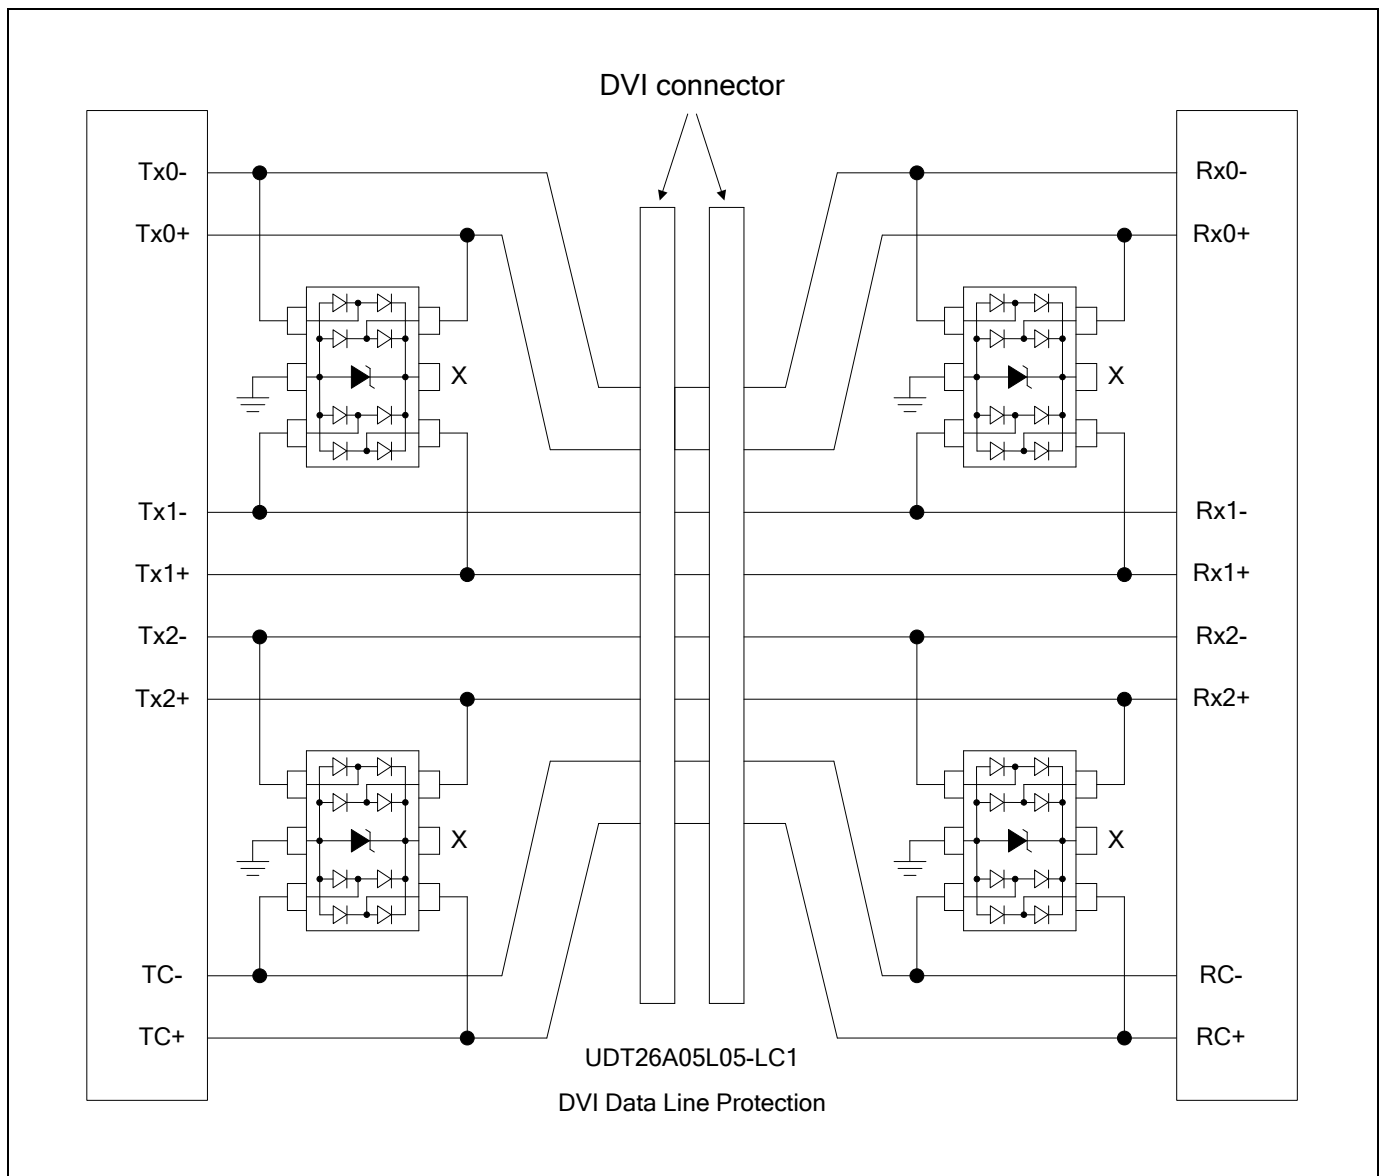 DVI connector
Tx0- Rx0-
Tx0+ Rx0+
X X
Tx1- Rx1-
Tx1+ Rx1+
Tx2- Rx2-
Tx2+ Rx2+
X X
TC- RC-
TC+ RC+
UDT26A05L05-LC1
DVI Data Line Protection